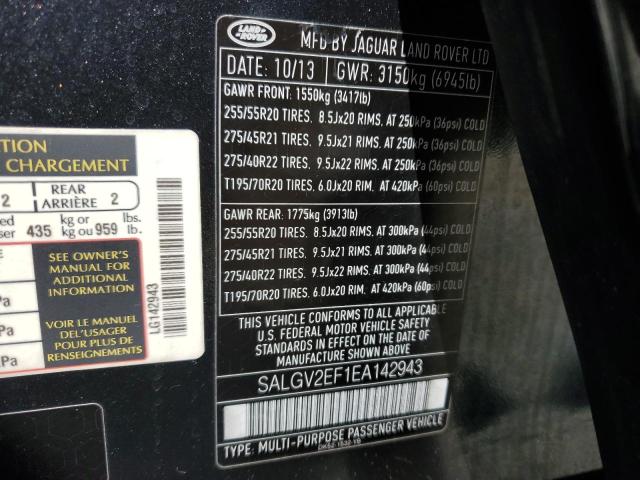 TION
CHARGEMENT
2
REAR
ARRIÈRE 2
kg or lbs.
ser 435 kg ou 959 lb.
SEE OWNER'S
MANUAL FOR
ADDITIONAL
INFORMATION
VOIR LE MANUEL
DE L'USAGER
POUR PLUS DE
RENSEIGNEMENTS
LG142943
LAND
ROVER
MFD BY JAGUAR LAND ROVER LTD
DATE: 10/13 GWR: 3150kg (6945lb)
GAWR FRONT: 1550kg (3417lb)
255/55R20 TIRES. 8.5Jx20 RIMS. AT 250kPa (36psi) COLD
275/45R21 TIRES. 9.5Jx21 RIMS. AT 250kPa (36psi) COLD
275/40R22 TIRES. 9.5Jx22 RIMS. AT 250kPa (36psi) COLD
T195/70R20 TIRES. 6.0Jx20 RIM. AT 420kPa (60psi) COLD
GAWR REAR: 1775kg (3913lb)
255/55R20 TIRES. 8.5Jx20 RIMS. AT 300kPa (44psi) COLD
275/45R21 TIRES. 9.5Jx21 RIMS. AT 300kPa (44psi) COLD
275/40R22 TIRES. 9.5Jx22 RIMS. AT 300kPa (44psi) COLD
T195/70R20 TIRES. 6.0Jx20 RIM. AT 420kPa (60psi) COLD
THIS VEHICLE CONFORMS TO ALL APPLICABLE
U.S. FEDERAL MOTOR VEHICLE SAFETY
STANDARDS IN EFFECT ON THE DATE OF
MANUFACTURE SHOWN ABOVE.
SALGV2EF1EA142943
TYPE: MULTI-PURPOSE PASSENGER VEHICLE